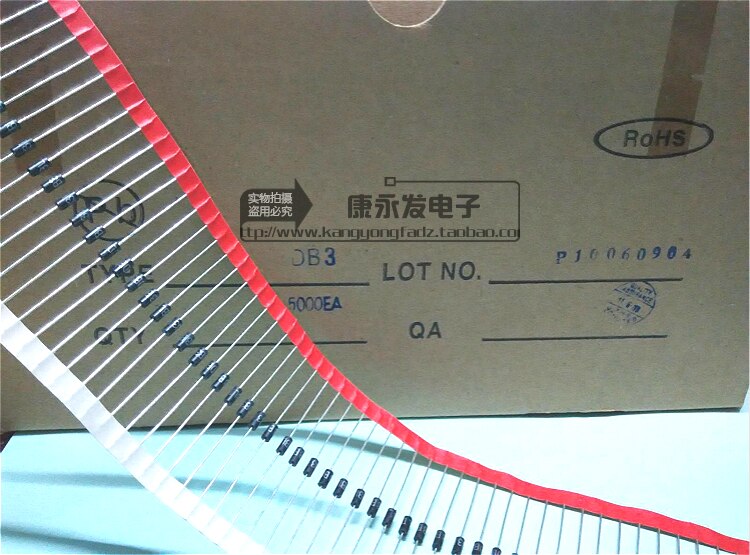 RoHS
实物拍摄
盗用必究
康永发电子
http://www.kangyongfadz.taobao.com
TYPE DB3 LOT NO. P10060904
5000EA
QTY QA